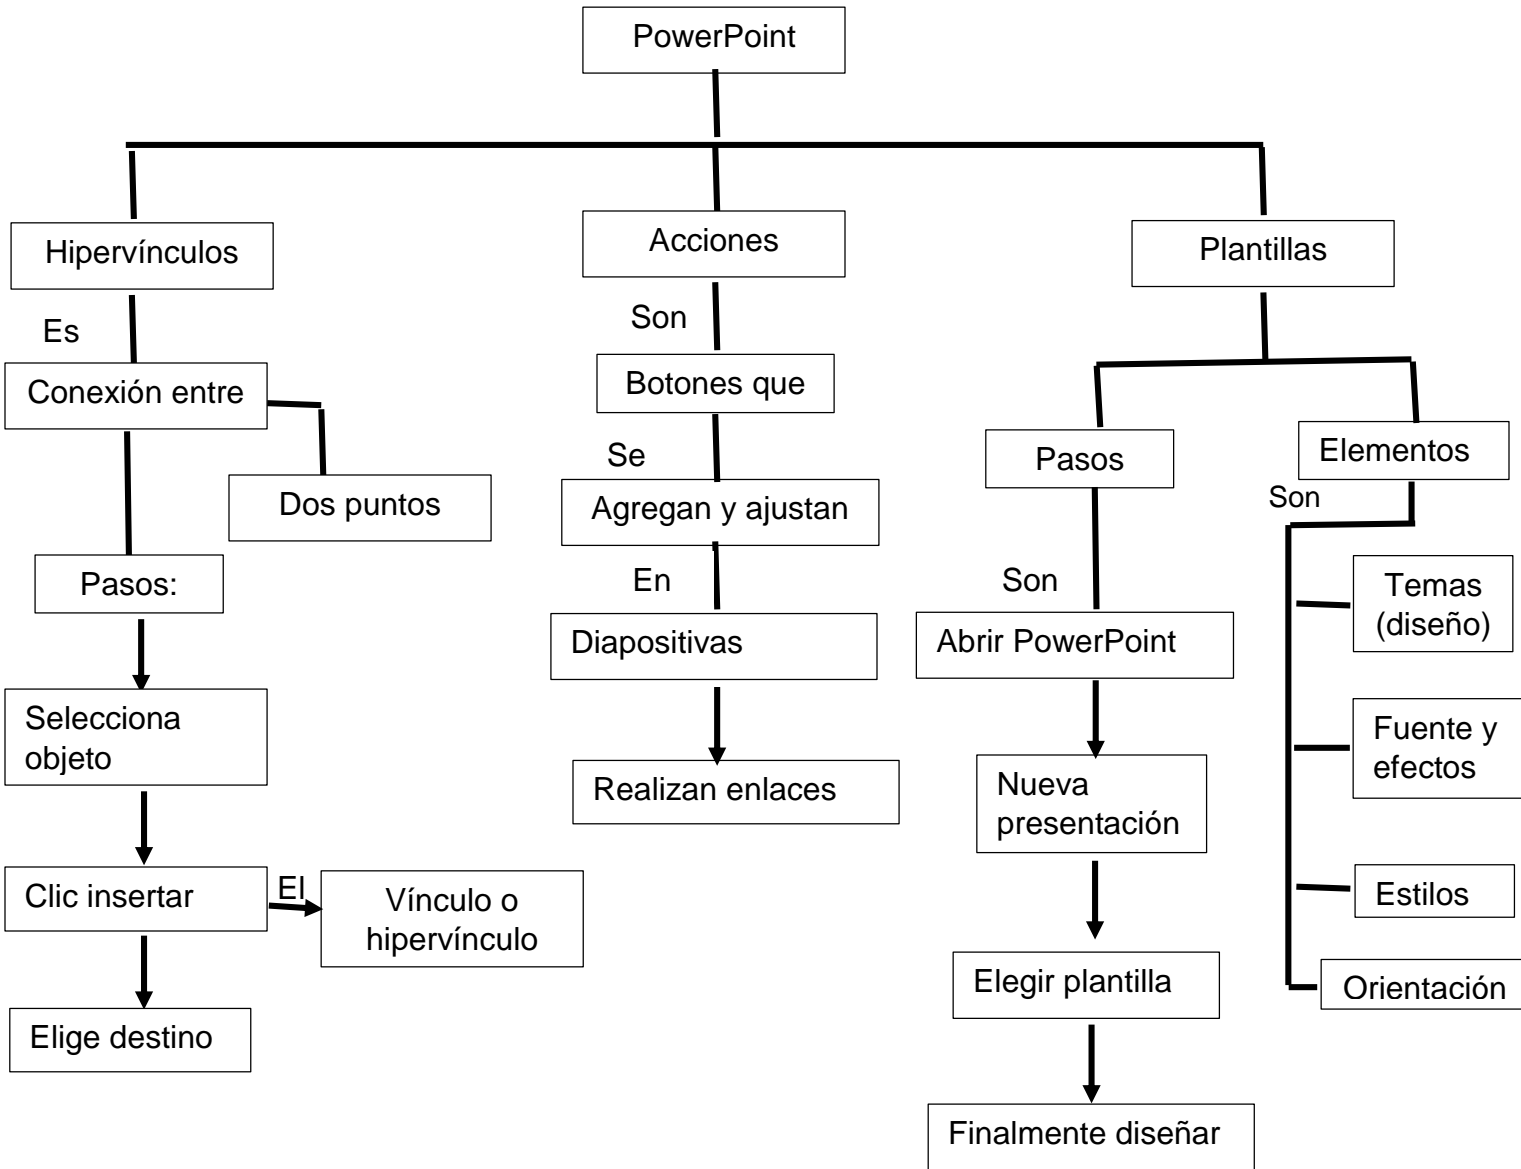 PowerPoint
Hipervínculos
Es
Conexión entre
Dos puntos
Pasos:
Selecciona
objeto
Clic insertar
El
Vínculo o
hipervínculo
Elige destino
Acciones
Son
Botones que
Se
Agregan y ajustan
En
Diapositivas
Realizan enlaces
Plantillas
Pasos
Son
Abrir PowerPoint
Nueva
presentación
Elegir plantilla
Finalmente diseñar
Elementos
Son
Temas
(diseño)
Fuente y
efectos
Estilos
Orientación